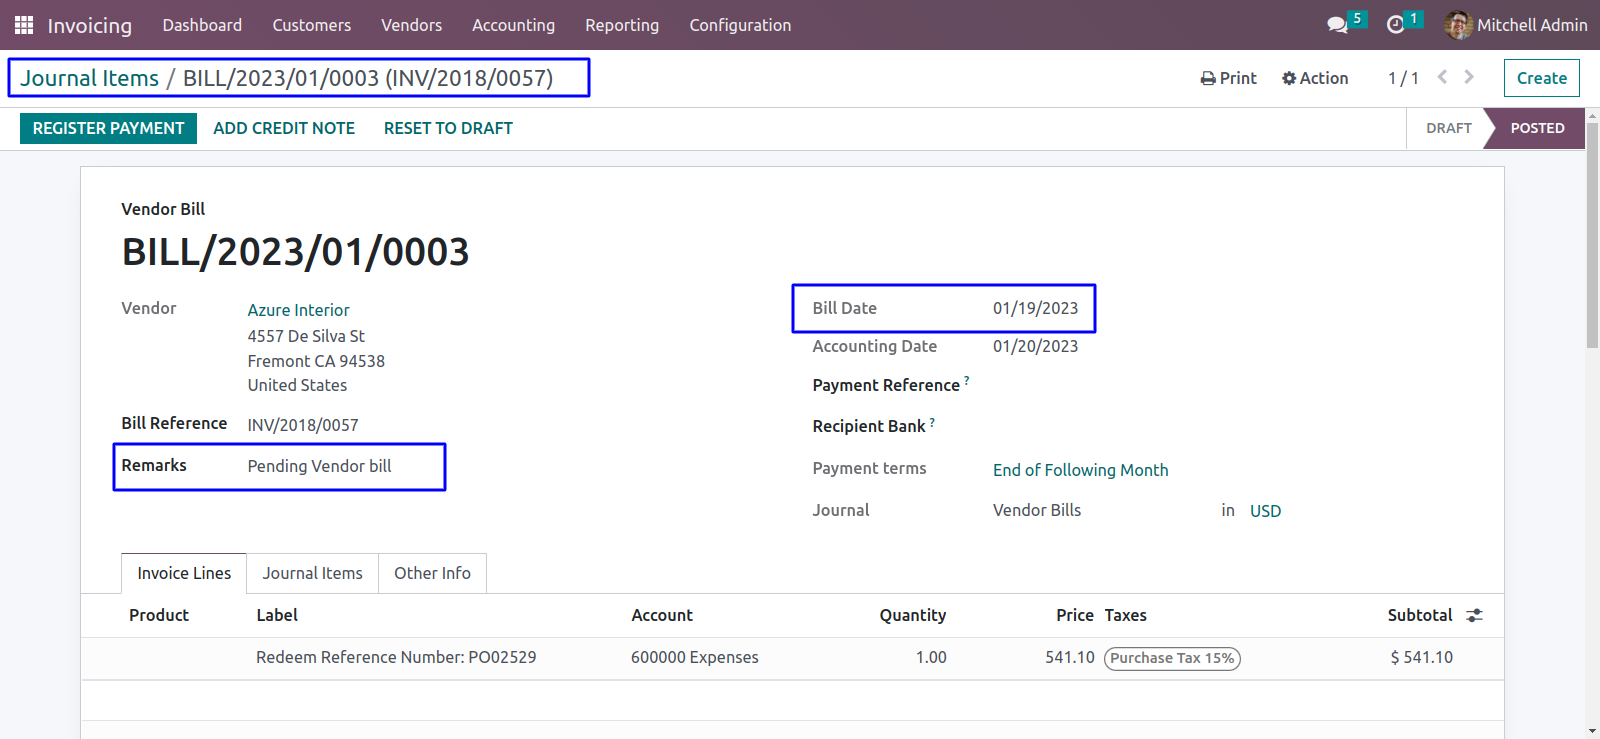 Invoicing Dashboard Customers Vendors Accounting Reporting Configuration 5 1 Mitchell Admin
Journal Items / BILL/2023/01/0003 (INV/2018/0057) Print Action 1 / 1 Create
REGISTER PAYMENT ADD CREDIT NOTE RESET TO DRAFT DRAFT POSTED
Vendor Bill
BILL/2023/01/0003
Vendor Azure Interior
4557 De Silva St
Fremont CA 94538
United States
Bill Reference INV/2018/0057
Remarks Pending Vendor bill
Bill Date 01/19/2023
Accounting Date 01/20/2023
Payment Reference ?
Recipient Bank ?
Payment terms End of Following Month
Journal Vendor Bills in USD
Invoice Lines Journal Items Other Info
Product Label Account Quantity Price Taxes Subtotal
Redeem Reference Number: PO02529 600000 Expenses 1.00 541.10 Purchase Tax 15% $ 541.10